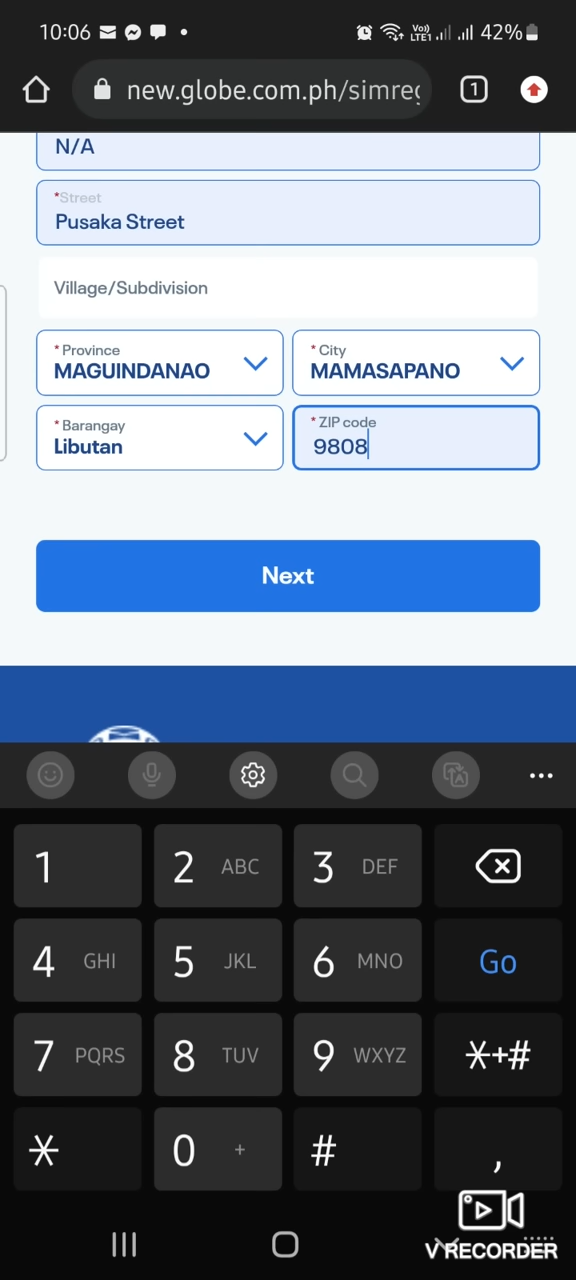 10:06 Vo) LTE1 42%
new.globe.com.ph/simreg 1
N/A
*Street
Pusaka Street
Village/Subdivision
*Province *City
MAGUINDANAO MAMASAPANO
*Barangay *ZIP code
Libutan 9808
Next
1 2 ABC 3 DEF
4 GHI 5 JKL 6 MNO Go
7 PQRS 8 TUV 9 WXYZ *+#
* 0 + # ,
V RECORDER